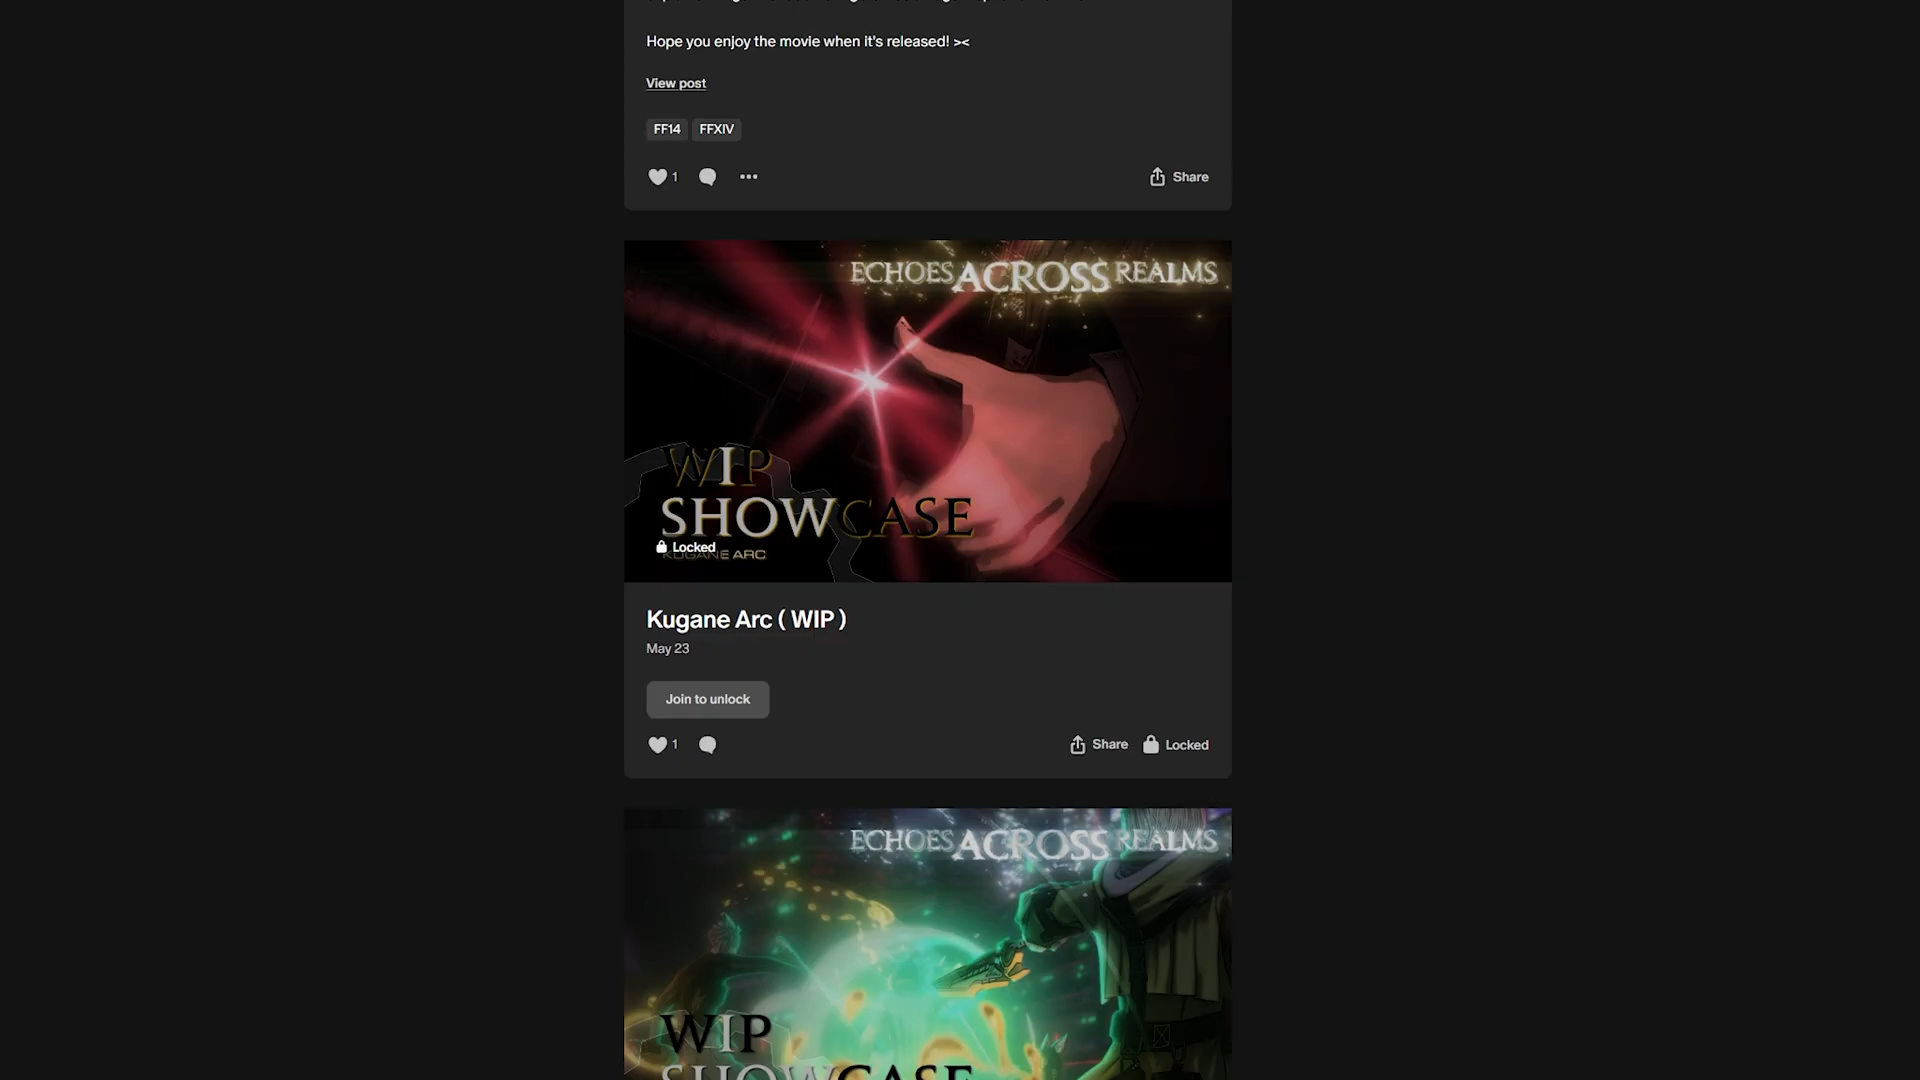 Hope you enjoy the movie when it's released! ><
View post
FF14 FFXIV
1 Share
ECHOES ACROSS REALMS
WIP
SHOWCASE
Locked
KUGANE ARC
Kugane Arc ( WIP )
May 23
Join to unlock
1 Share Locked
ECHOES ACROSS REALMS
WIP
SHOWCASE